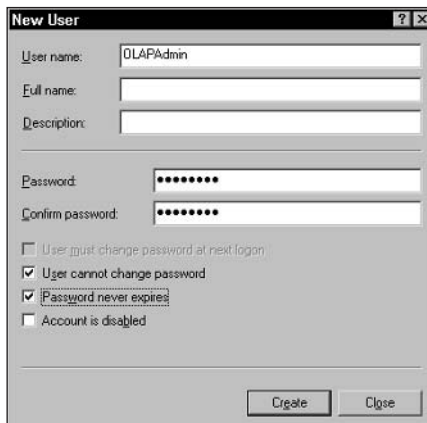 New User
User name: OLAPAdmin
Full name:
Description:
Password: ●●●●●●●●
Confirm password: ●●●●●●●●
User must change password at next logon
User cannot change password
Password never expires
Account is disabled
Create Close